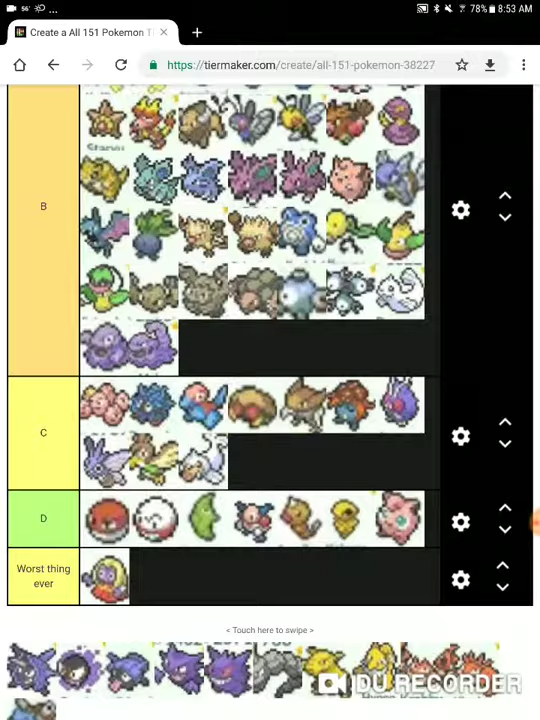 56°
78% 8:53 AM
Create a All 151 Pokemon T
https://tiermaker.com/create/all-151-pokemon-38227
B
C
D
Worst thing
ever
< Touch here to swipe >
DU RECORDER